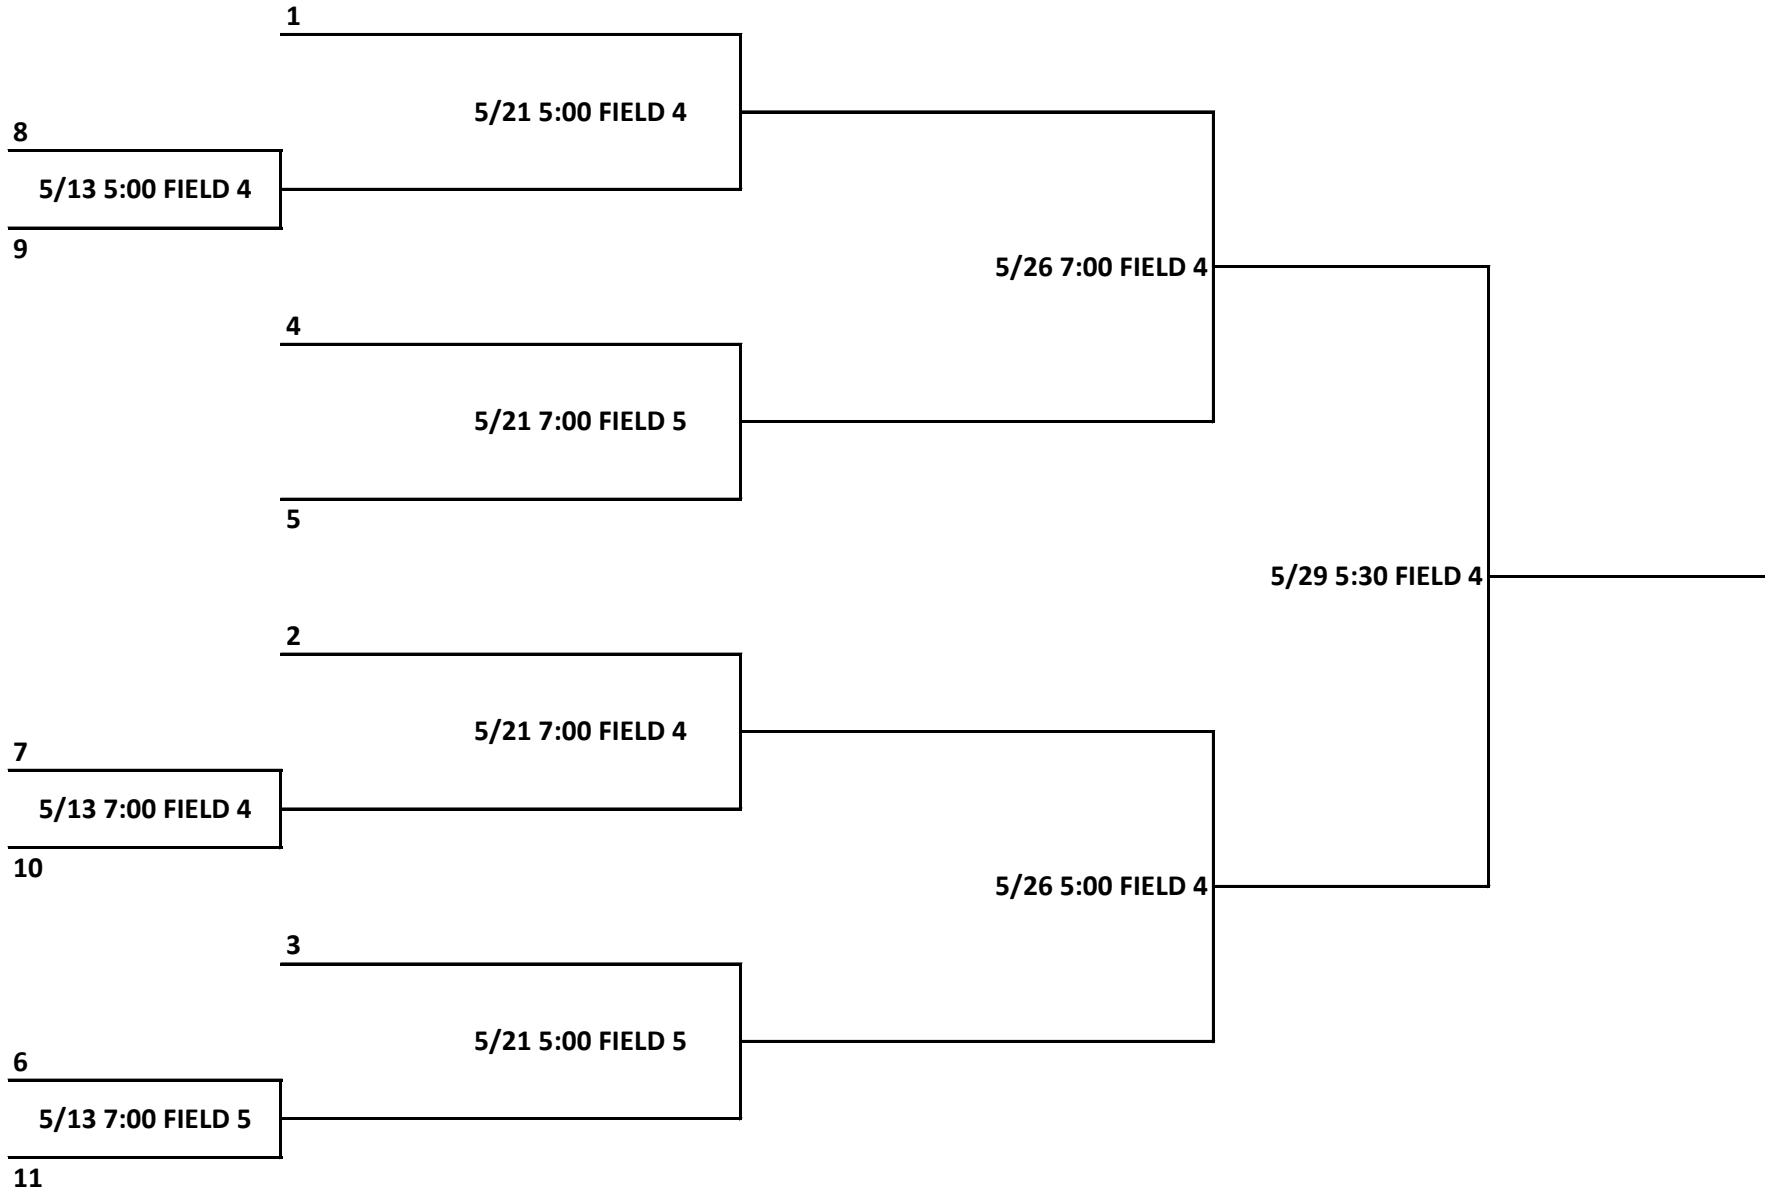 1
5/21 5:00 FIELD 4
8
5/13 5:00 FIELD 4
9
5/26 7:00 FIELD 4
4
5/21 7:00 FIELD 5
5
5/29 5:30 FIELD 4
2
5/21 7:00 FIELD 4
7
5/13 7:00 FIELD 4
10
5/26 5:00 FIELD 4
3
5/21 5:00 FIELD 5
6
5/13 7:00 FIELD 5
11